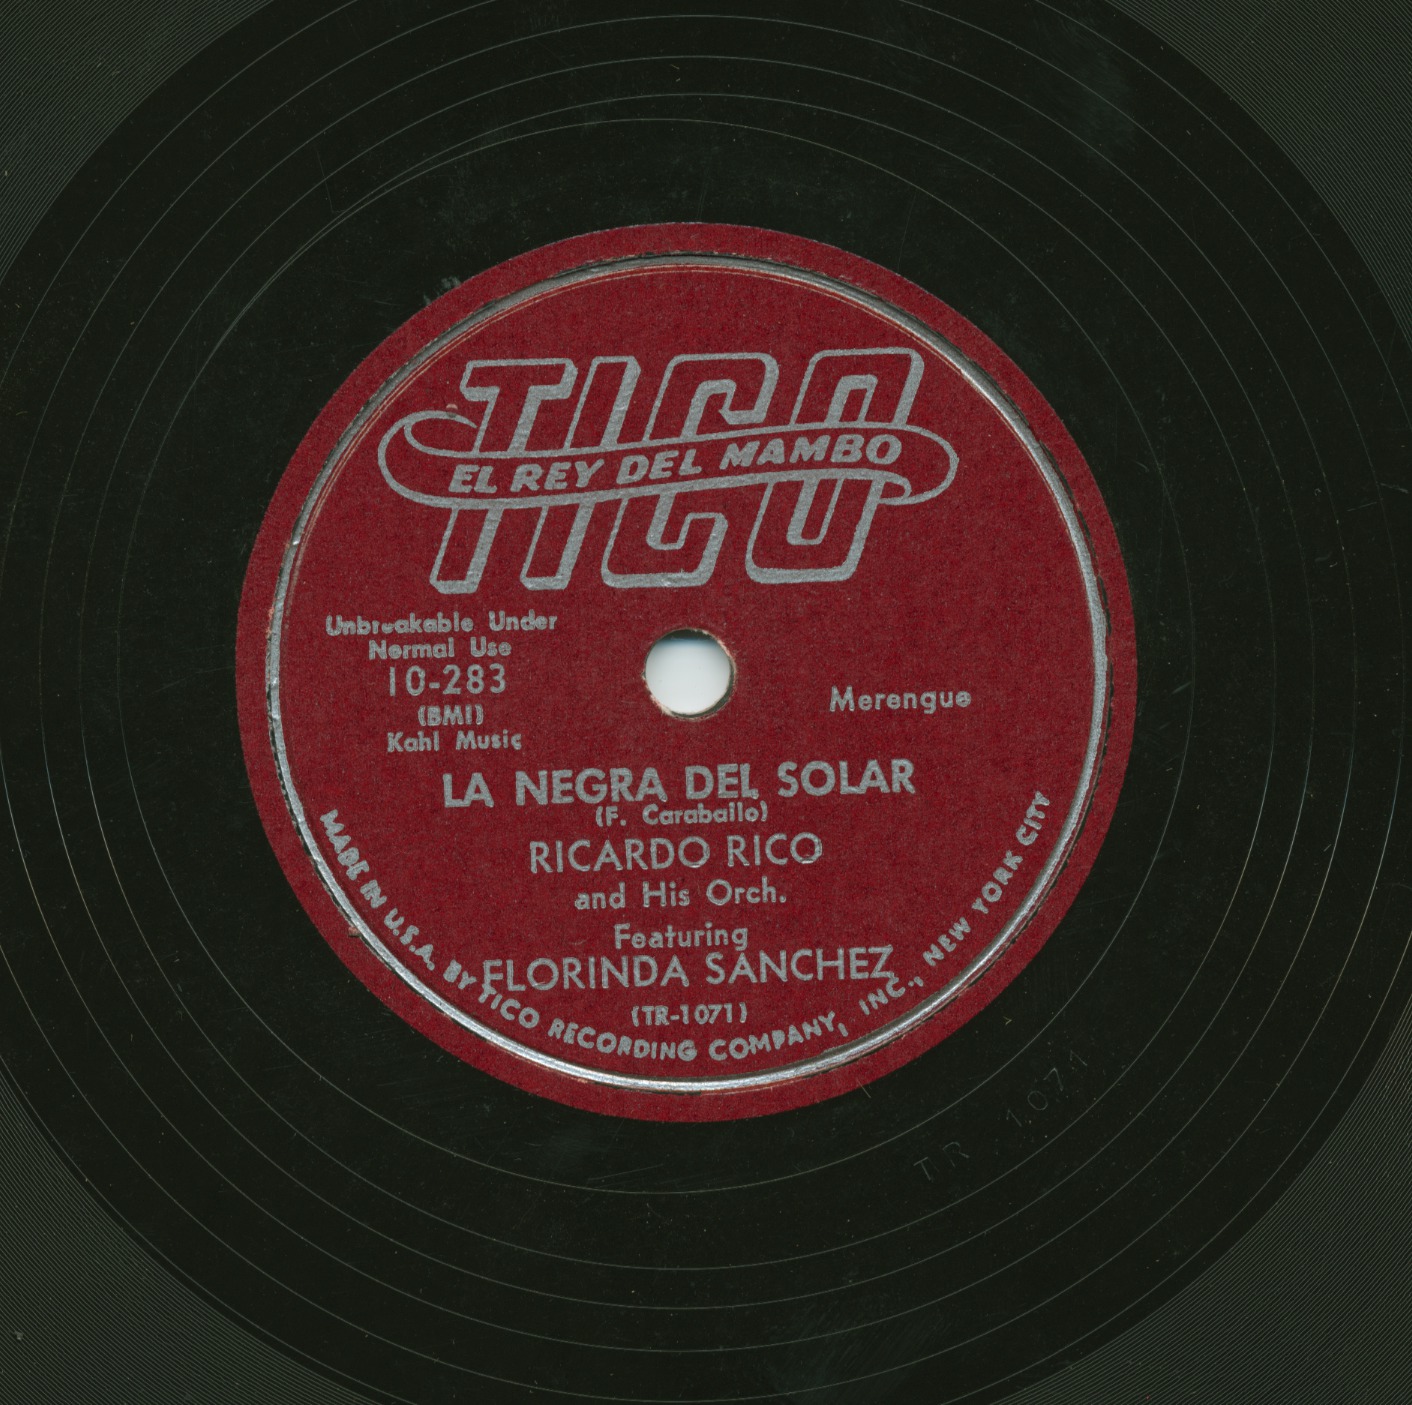 TICO
EL REY DEL MAMBO
Unbreakable Under
Normal Use
10-283
(BMI)
Kahl Music
Merengue
LA NEGRA DEL SOLAR
(F. Caraballo)
RICARDO RICO
and His Orch.
Featuring
FLORINDA SANCHEZ
(TR-1071)
MADE IN U.S.A. BY TICO RECORDING COMPANY, INC., NEW YORK CITY
TR 1071